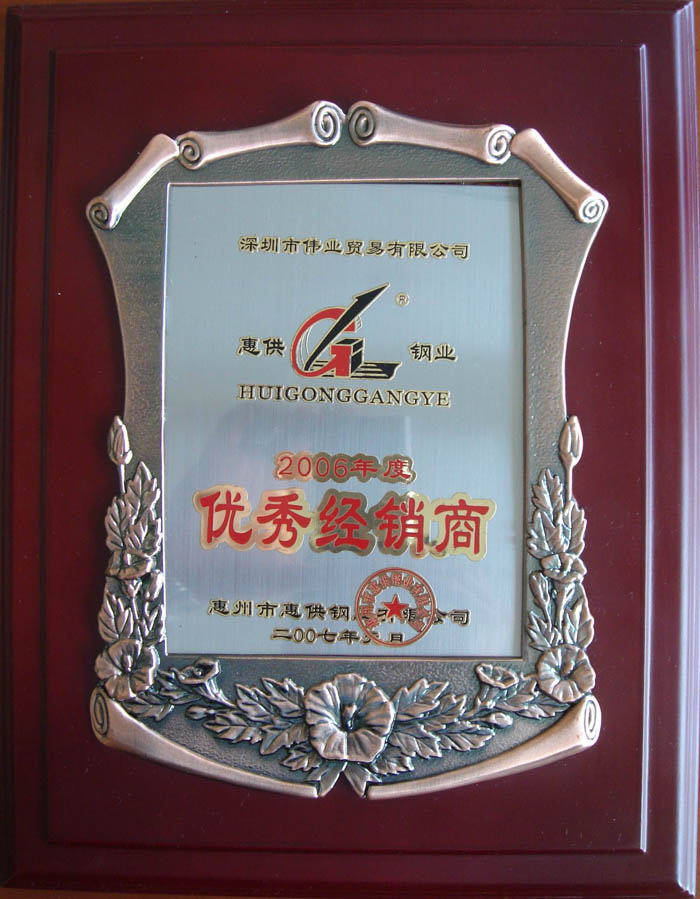 深圳市伟业贸易有限公司
®
惠供 钢业
HUIGONGGANGYE
2006年度
优秀经销商
惠州市惠供钢 有限公司
二00七年 月